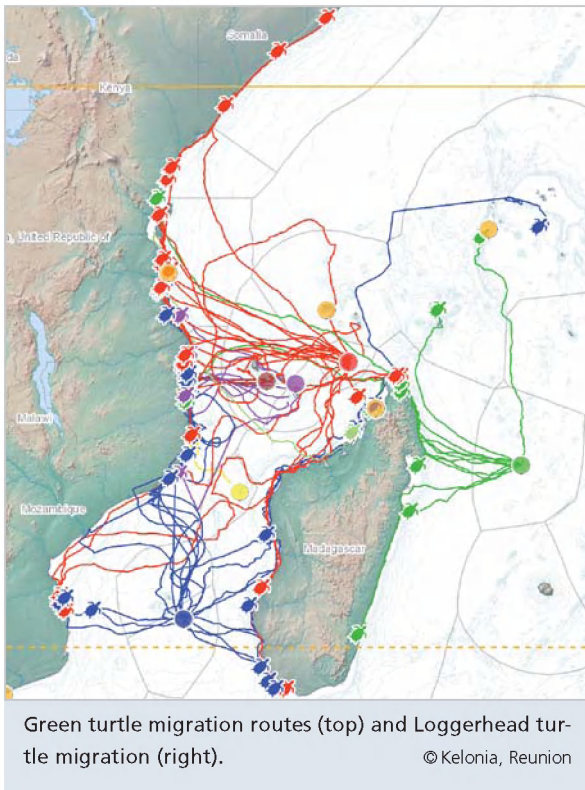 Somalia
Kenya
United Republic of
Malawi
Mozambique
Madagascar
Green turtle migration routes (top) and Loggerhead tur-
tle migration (right).
© Kelonia, Reunion